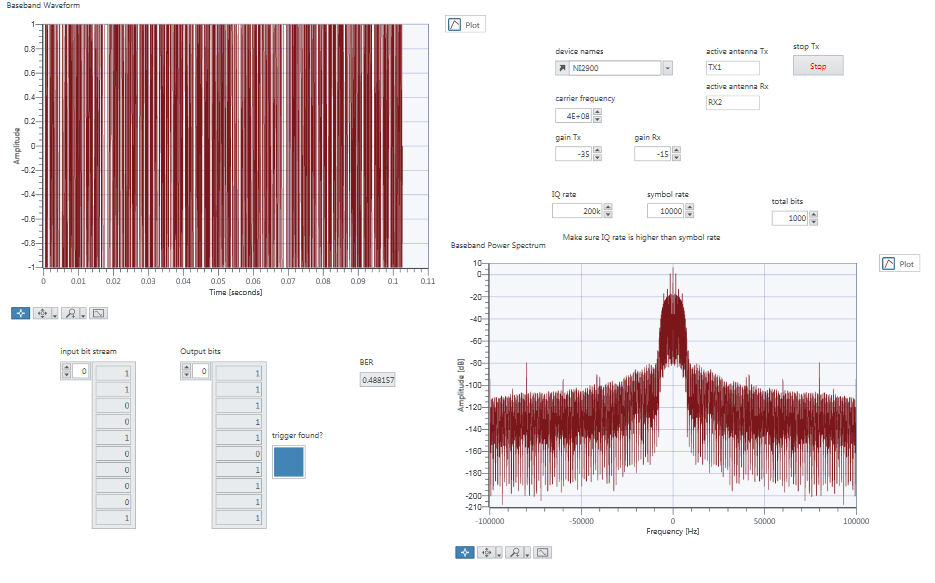 Baseband Waveform
Plot
1
0.8
0.6
0.4
0.2
0
-0.2
-0.4
-0.6
-0.8
-1
Amplitude
0 0.01 0.02 0.03 0.04 0.05 0.06 0.07 0.08 0.09 0.1 0.11
Time [seconds]
device names
NI2900
active antenna Tx
TX1
stop Tx
Stop
active antenna Rx
RX2
carrier frequency
4E+08
gain Tx
-35
gain Rx
-15
IQ rate
200k
symbol rate
10000
total bits
1000
Make sure IQ rate is higher than symbol rate
Baseband Power Spectrum
Plot
10
0
-20
-40
-60
-80
-100
-120
-140
-160
-180
-200
-210
Amplitude [dB]
-100000 -50000 0 50000 100000
Frequency [Hz]
input bit stream
0
1
1
0
0
1
0
0
0
0
1
Output bits
0
1
1
0
1
1
0
1
1
1
1
trigger found?
BER
0.488157